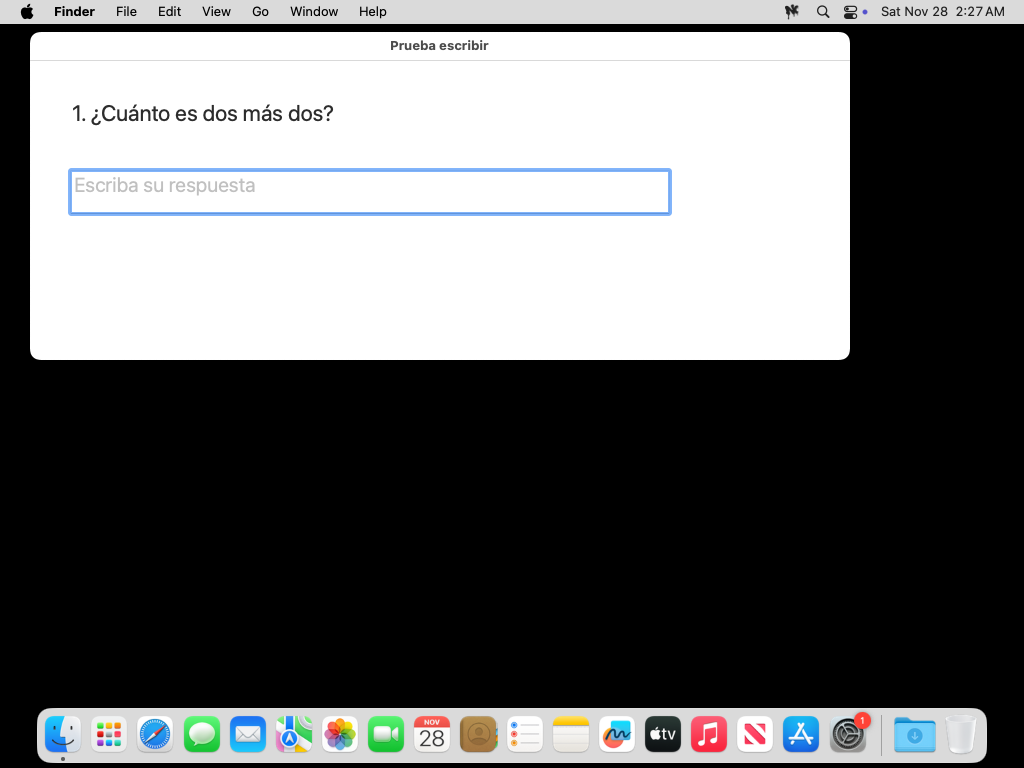 Finder File Edit View Go Window Help Sat Nov 28 2:27 AM
Prueba escribir
1. ¿Cuánto es dos más dos?
Escriba su respuesta
NOV
28
tv
1